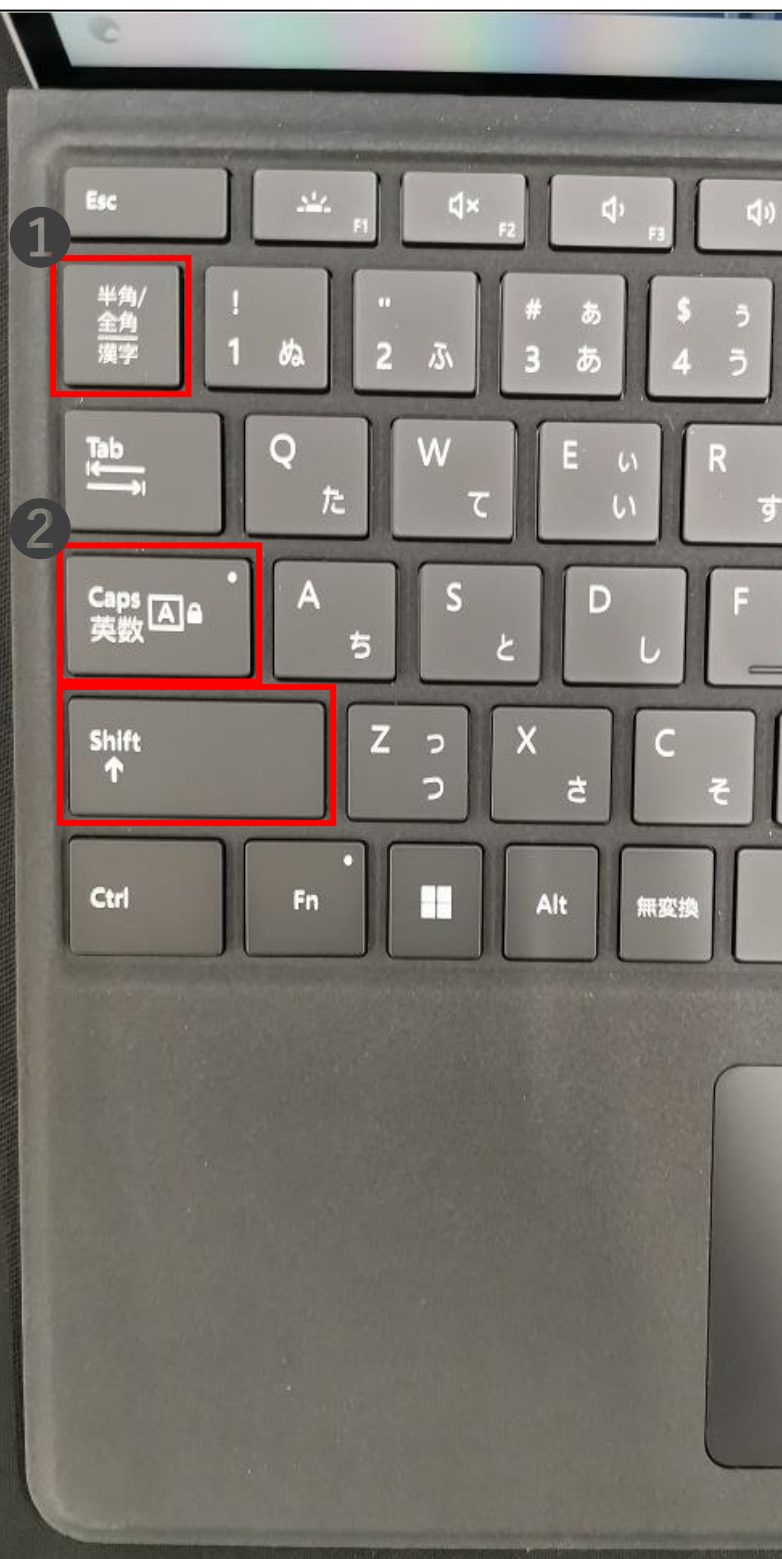 1
Esc
F1
F2
F3
半角/
全角
漢字
!
1 ぬ
"
2 ふ
# ぁ
3 あ
$ ぅ
4 う
Tab
Q
た
W
て
E ぃ
い
R
す
2
Caps
英数
A
A
ち
S
と
D
し
F
Shift
↑
Z っ
つ
X
さ
C
そ
Ctrl
Fn
Alt
無変換